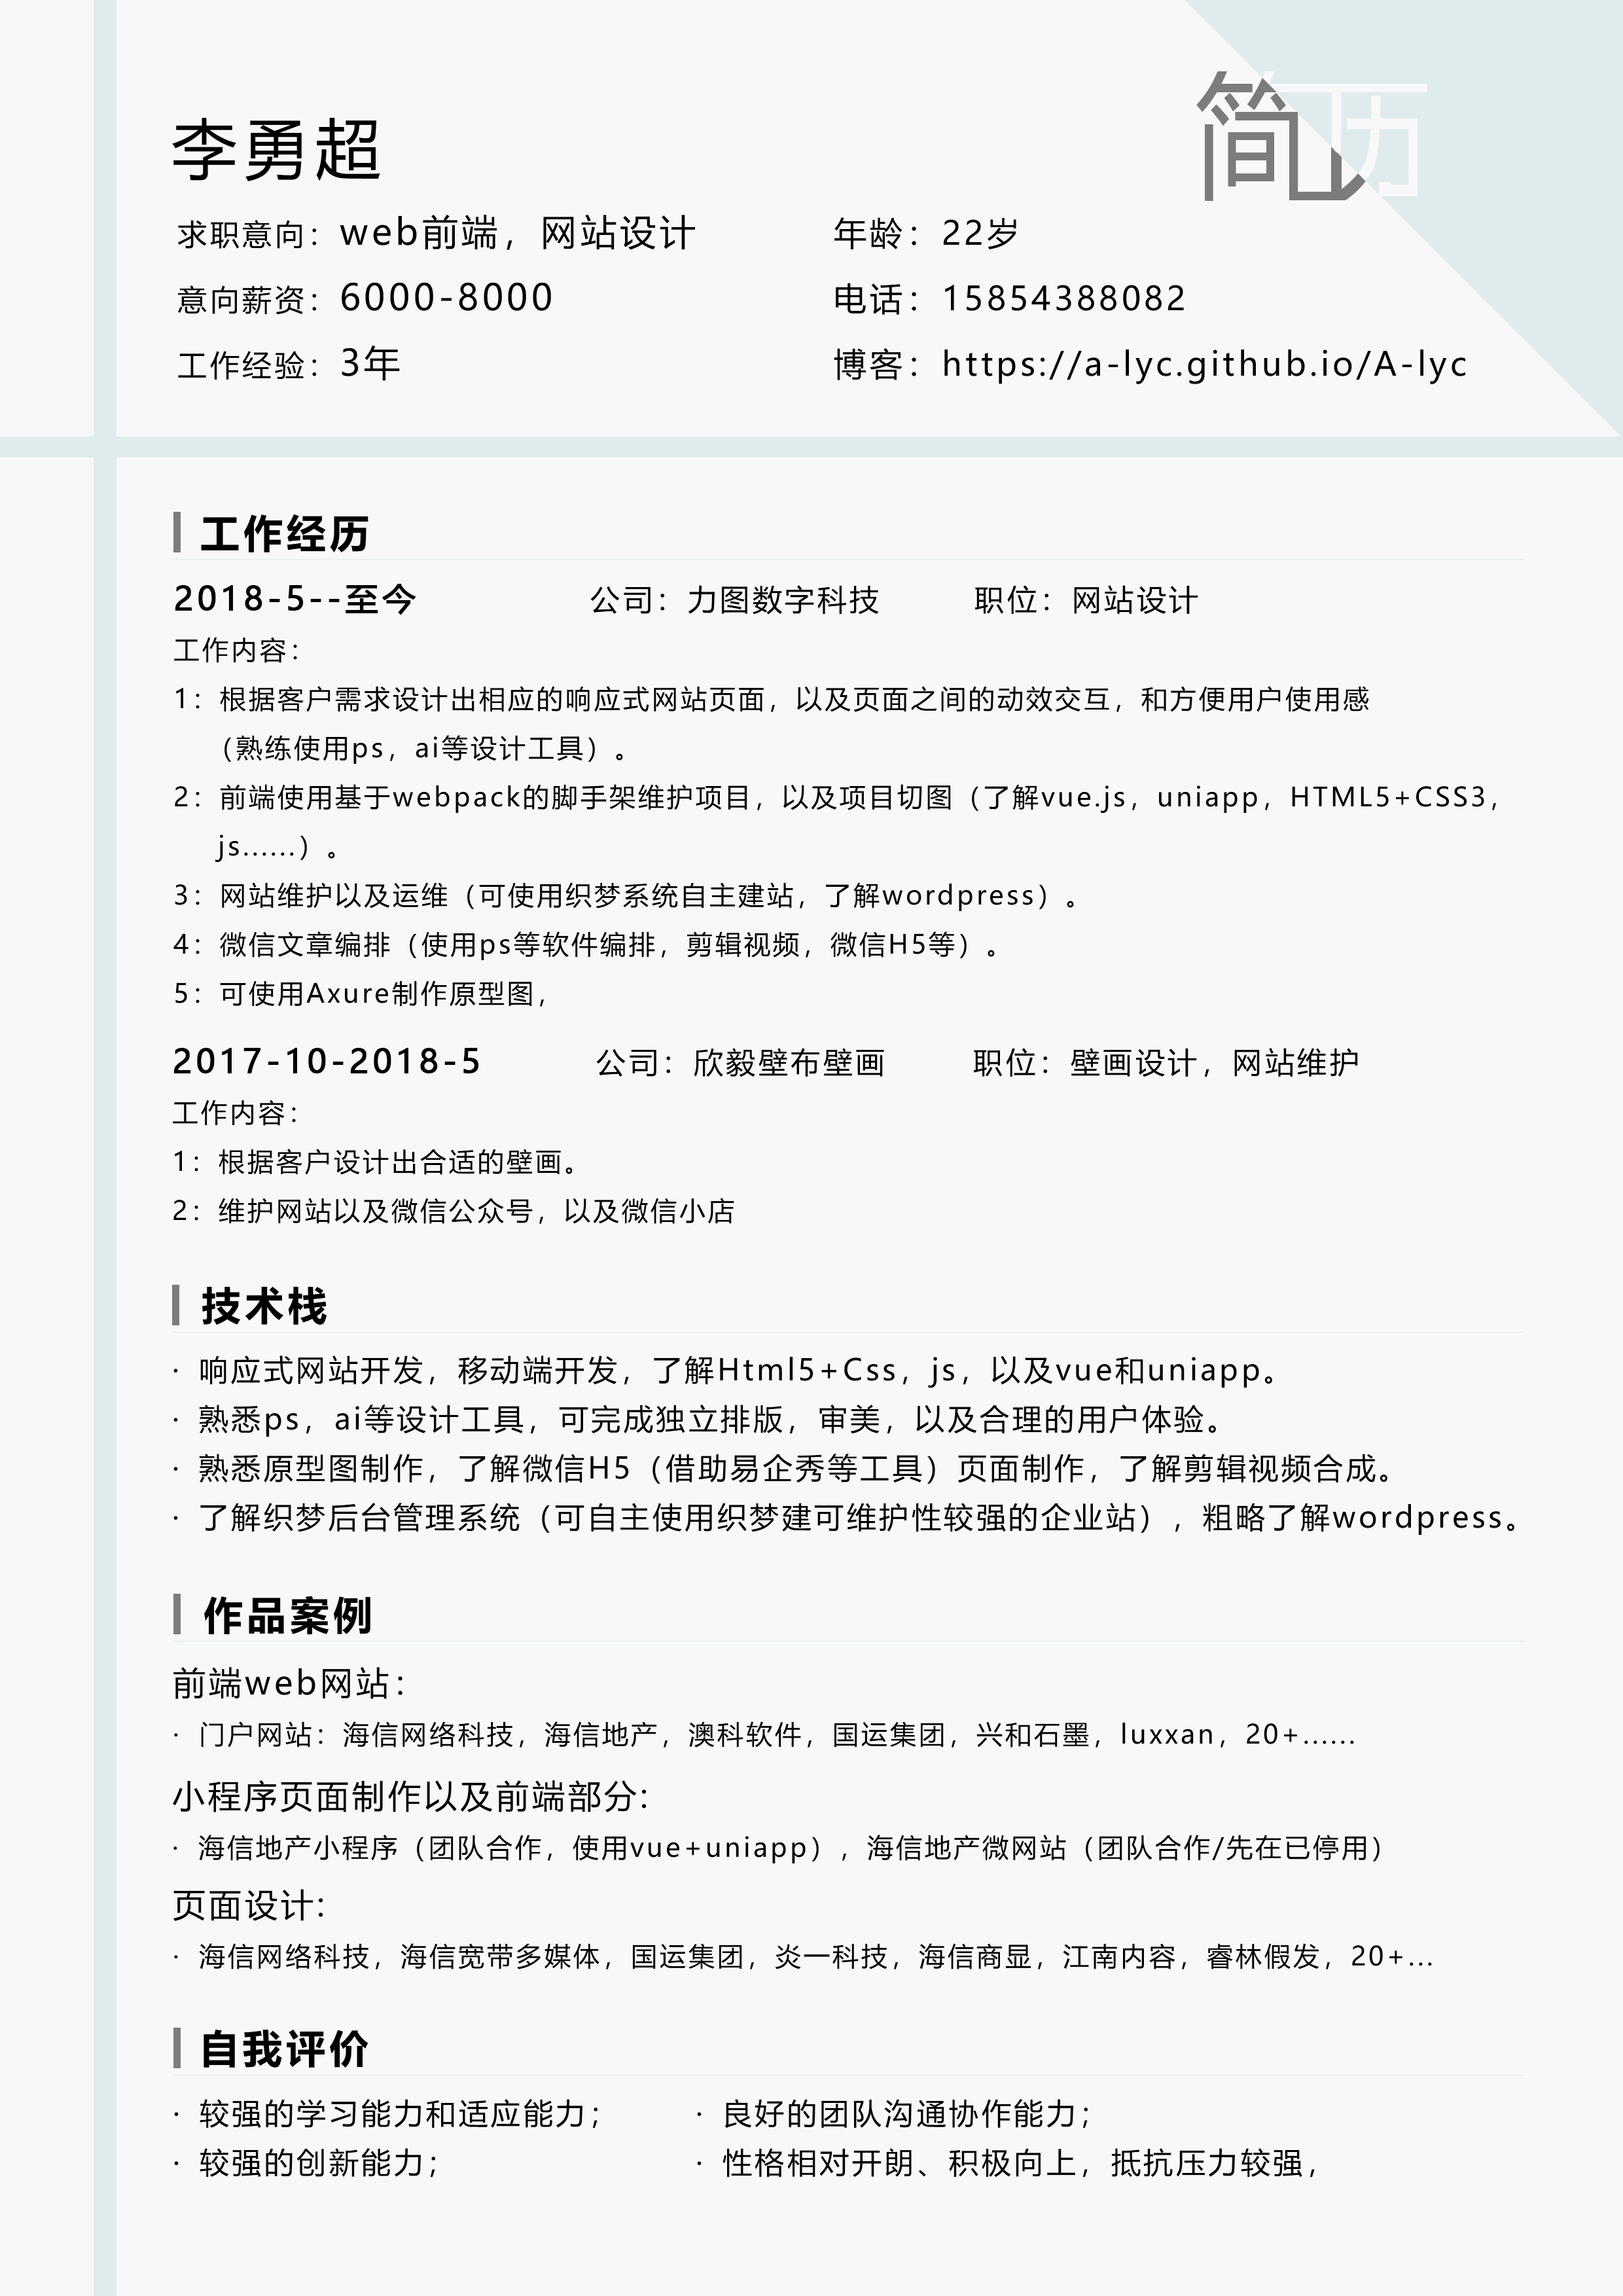 简历
李勇超
求职意向：web前端，网站设计 年龄：22岁
意向薪资：6000-8000 电话：15854388082
工作经验：3年 博客：https://a-lyc.github.io/A-lyc
工作经历
2018-5--至今 公司：力图数字科技 职位：网站设计
工作内容：
1：根据客户需求设计出相应的响应式网站页面，以及页面之间的动效交互，和方便用户使用感
（熟练使用ps，ai等设计工具）。
2：前端使用基于webpack的脚手架维护项目，以及项目切图（了解vue.js，uniapp，HTML5+CSS3，
js......）。
3：网站维护以及运维（可使用织梦系统自主建站，了解wordpress）。
4：微信文章编排（使用ps等软件编排，剪辑视频，微信H5等）。
5：可使用Axure制作原型图，
2017-10-2018-5 公司：欣毅壁布壁画 职位：壁画设计，网站维护
工作内容：
1：根据客户设计出合适的壁画。
2：维护网站以及微信公众号，以及微信小店
技术栈
· 响应式网站开发，移动端开发，了解Html5+Css，js，以及vue和uniapp。
· 熟悉ps，ai等设计工具，可完成独立排版，审美，以及合理的用户体验。
· 熟悉原型图制作，了解微信H5（借助易企秀等工具）页面制作，了解剪辑视频合成。
· 了解织梦后台管理系统（可自主使用织梦建可维护性较强的企业站），粗略了解wordpress。
作品案例
前端web网站：
· 门户网站：海信网络科技，海信地产，澳科软件，国运集团，兴和石墨，luxxan，20+......
小程序页面制作以及前端部分:
· 海信地产小程序（团队合作，使用vue+uniapp），海信地产微网站（团队合作/先在已停用）
页面设计:
· 海信网络科技，海信宽带多媒体，国运集团，炎一科技，海信商显，江南内容，睿林假发，20+...
自我评价
· 较强的学习能力和适应能力； · 良好的团队沟通协作能力；
· 较强的创新能力； · 性格相对开朗、积极向上，抵抗压力较强，